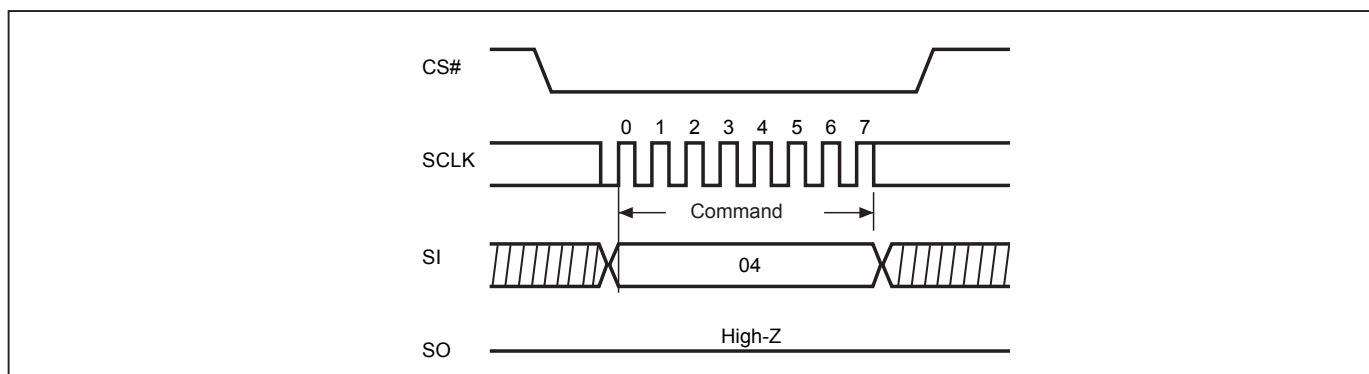 CS#
0 1 2 3 4 5 6 7
SCLK
Command
SI
04
High-Z
SO